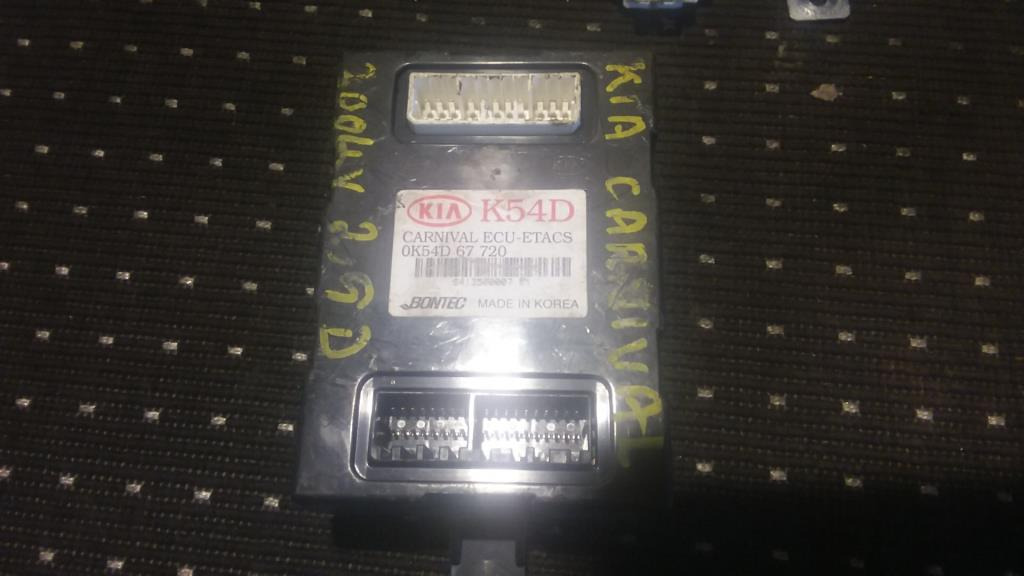 KIA K54D
CARNIVAL ECU-ETACS
0K54D 67 720
BONTEC MADE IN KOREA
KIA CARNIVAL